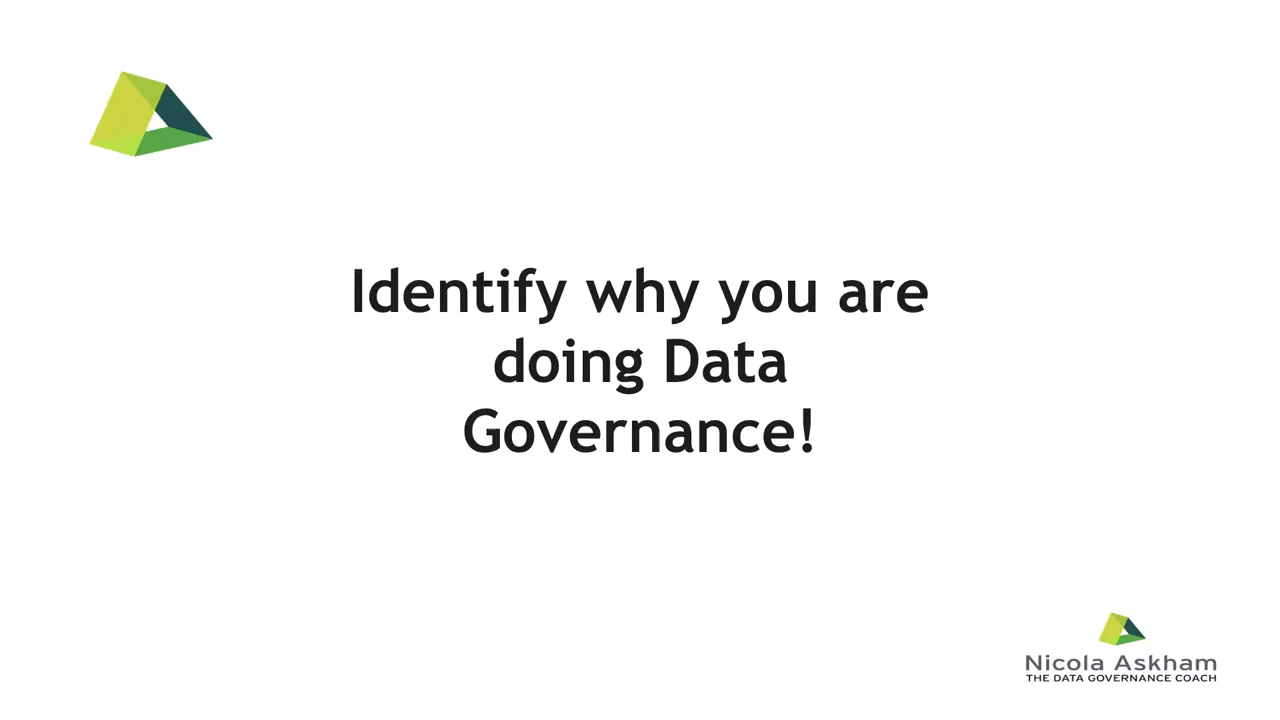 Identify why you are
doing Data
Governance!
Nicola Askham
THE DATA GOVERNANCE COACH